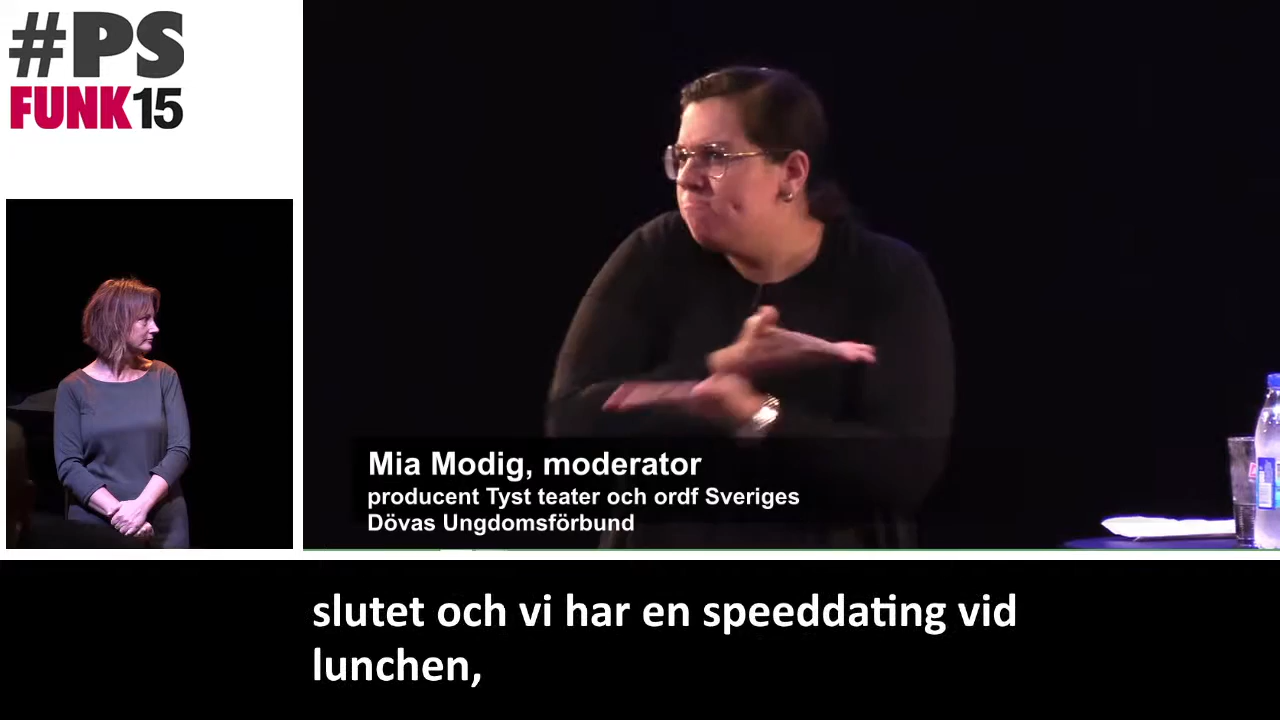 #PS
FUNK15
Mia Modig, moderator
producent Tyst teater och ordf Sveriges
Dövas Ungdomsförbund
slutet och vi har en speeddating vid
lunchen,